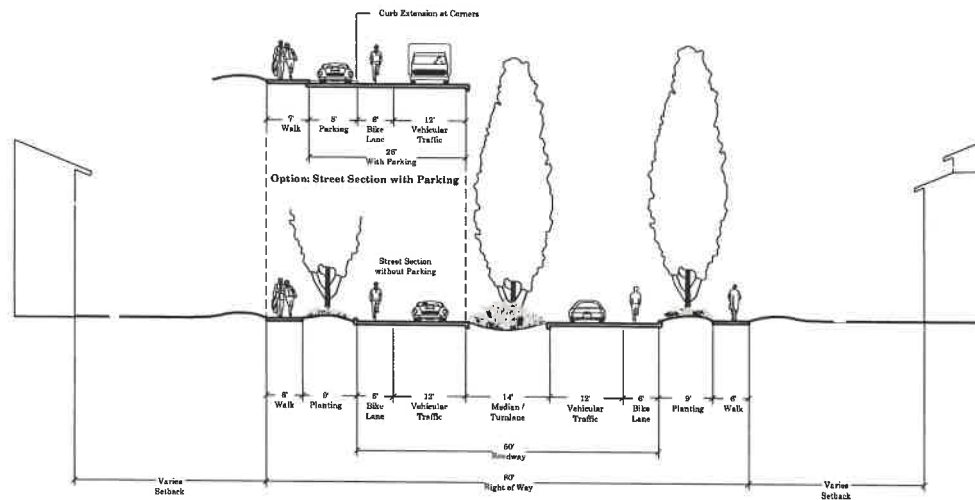 Curb Extension at Corners
7' 8' 6' 12'
Walk Parking Bike Vehicular
Lane Traffic
26'
With Parking
Option: Street Section with Parking
Street Section
without Parking
6' 9' 6' 12' 14' 12' 6' 9' 6'
Walk Planting Bike Vehicular Median / Vehicular Bike Planting Walk
Lane Traffic Turnlane Traffic Lane
50'
Roadway
Varies 80' Varies
Setback Right of Way Setback